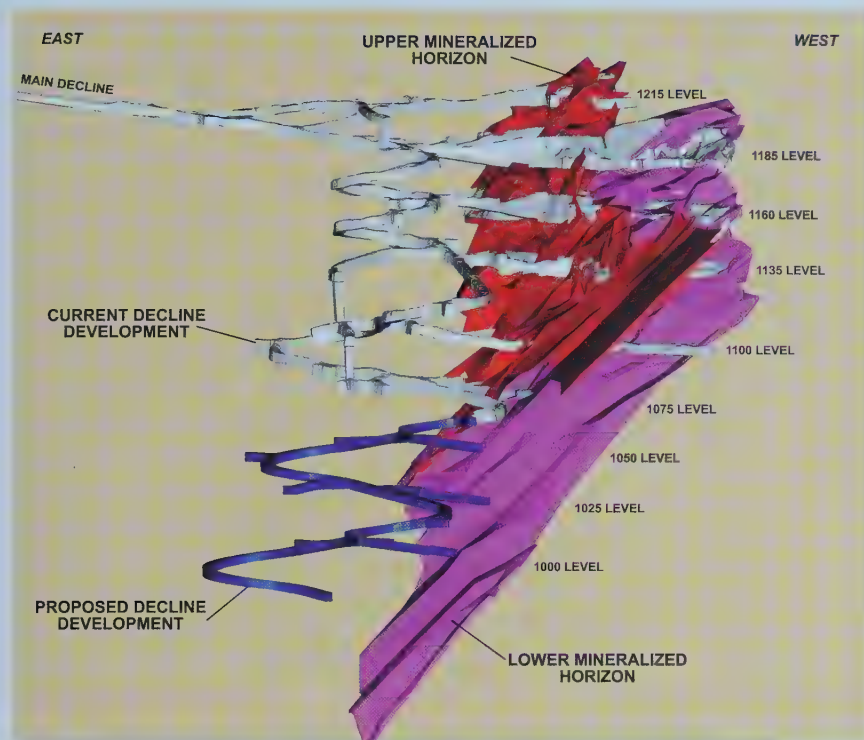 EAST
WEST
UPPER MINERALIZED
HORIZON
MAIN DECLINE
1215 LEVEL
1185 LEVEL
1160 LEVEL
1135 LEVEL
CURRENT DECLINE
DEVELOPMENT
1100 LEVEL
1075 LEVEL
1050 LEVEL
1025 LEVEL
1000 LEVEL
PROPOSED DECLINE
DEVELOPMENT
LOWER MINERALIZED
HORIZON